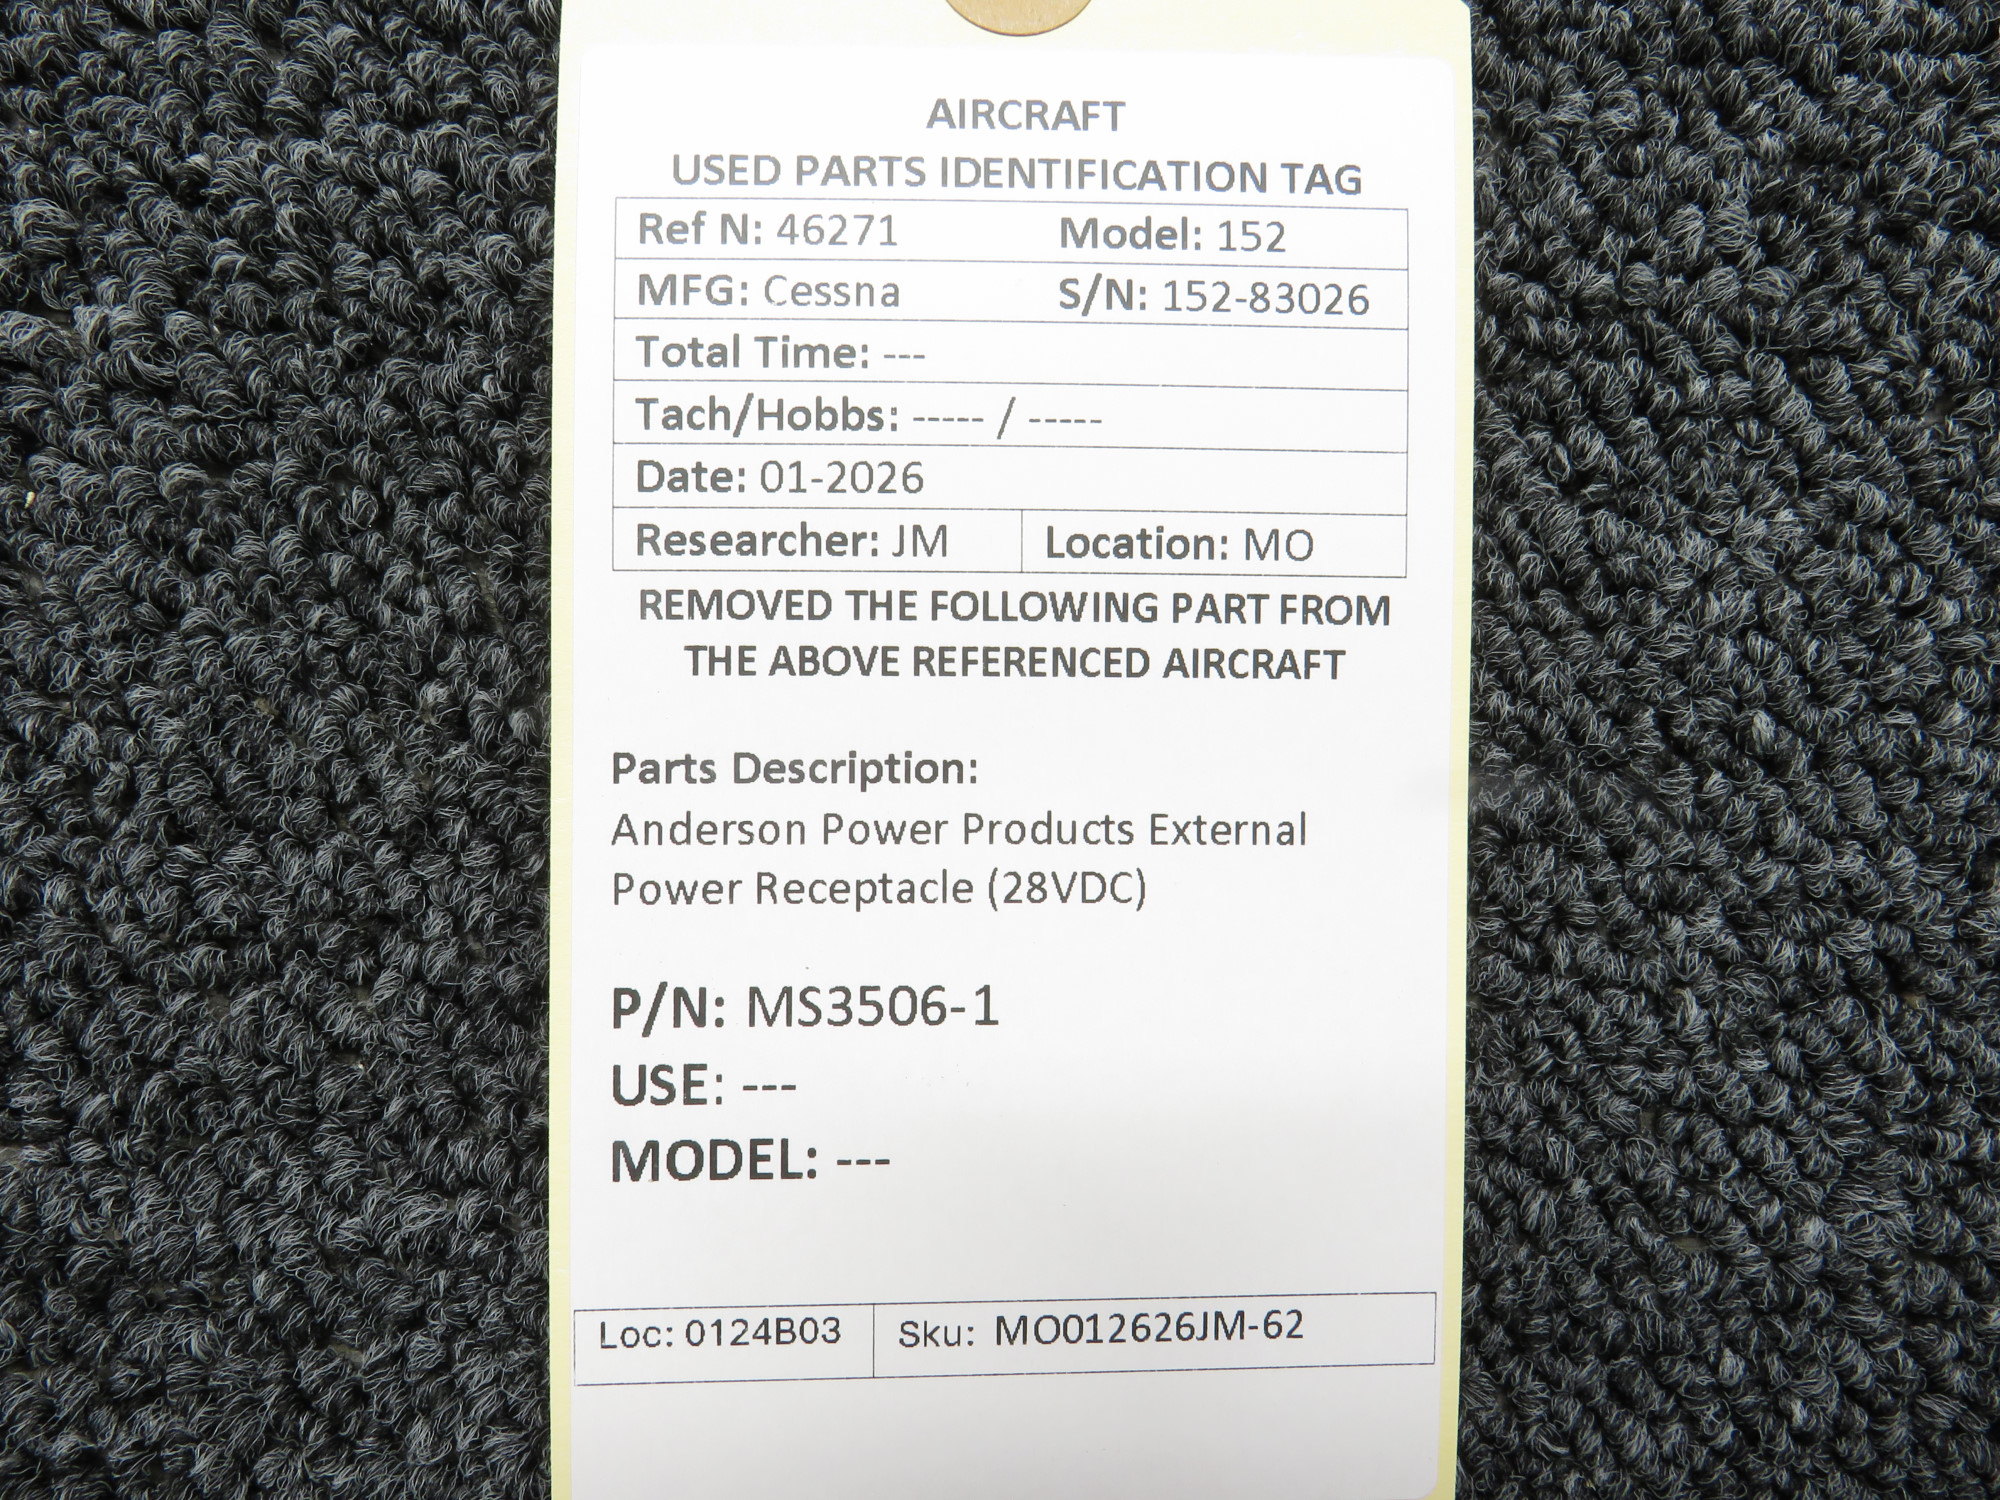 AIRCRAFT
USED PARTS IDENTIFICATION TAG
Ref N: 46271 Model: 152
MFG: Cessna S/N: 152-83026
Total Time: ---
Tach/Hobbs: ----- / -----
Date: 01-2026
Researcher: JM Location: MO
REMOVED THE FOLLOWING PART FROM
THE ABOVE REFERENCED AIRCRAFT
Parts Description:
Anderson Power Products External
Power Receptacle (28VDC)
P/N: MS3506-1
USE: ---
MODEL: ---
Loc: 0124B03 Sku: MO012626JM-62